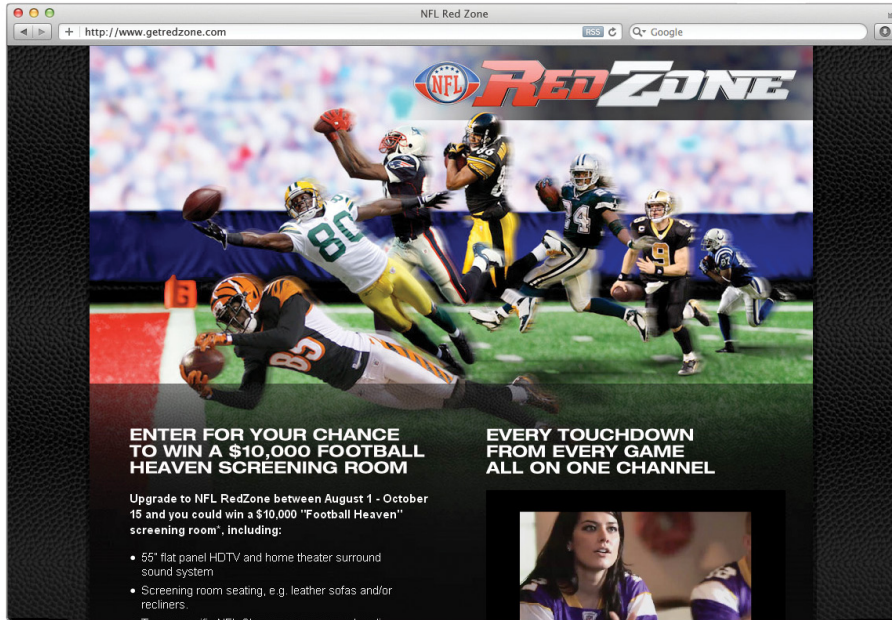 NFL Red Zone
http://www.getredzone.com
RSS
Google
NFL REDZONE
G
80
86
24
9
87
85
ENTER FOR YOUR CHANCE
TO WIN A $10,000 FOOTBALL
HEAVEN SCREENING ROOM
Upgrade to NFL RedZone between August 1 - October
15 and you could win a $10,000 "Football Heaven"
screening room*, including:
• 55" flat panel HDTV and home theater surround
sound system
• Screening room seating, e.g. leather sofas and/or
recliners.
EVERY TOUCHDOWN
FROM EVERY GAME
ALL ON ONE CHANNEL